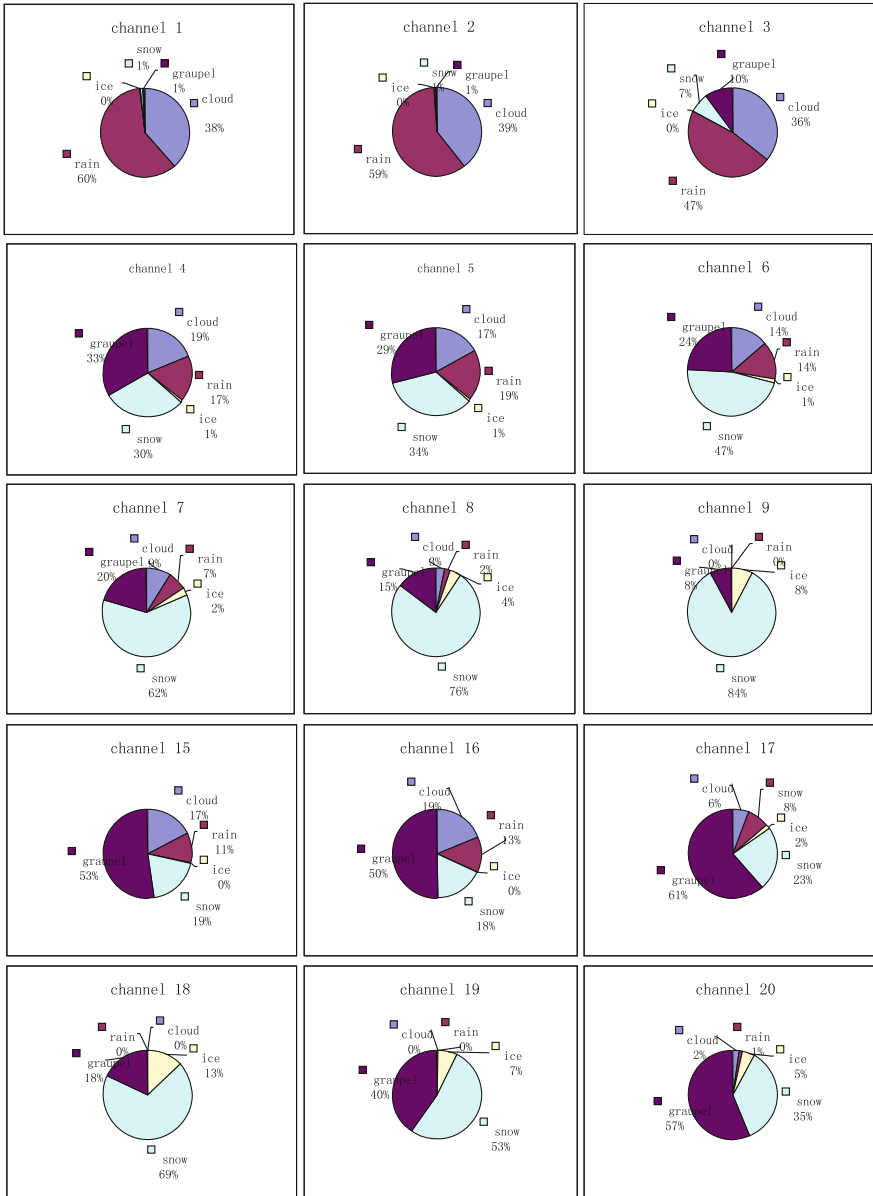 channel 1
snow
1%
graupel
1%
ice
0%
cloud
38%
rain
60%
channel 2
snow
1%
graupel
1%
ice
0%
cloud
39%
rain
59%
channel 3
graupel
10%
snow
7%
ice
0%
cloud
36%
rain
47%
channel 4
cloud
19%
graupel
33%
rain
17%
ice
1%
snow
30%
channel 5
cloud
17%
graupel
29%
rain
19%
ice
1%
snow
34%
channel 6
cloud
14%
graupel
24%
rain
14%
ice
1%
snow
47%
channel 7
cloud
9%
graupel
20%
rain
7%
ice
2%
snow
62%
channel 8
cloud
graupel
15%
rain
2%
ice
4%
snow
76%
channel 9
cloud
0%
rain
0%
graupel
8%
ice
8%
snow
84%
channel 15
cloud
17%
rain
11%
graupel
53%
ice
0%
snow
19%
channel 16
cloud
19%
rain
13%
graupel
50%
ice
0%
snow
18%
channel 17
cloud
6%
snow
8%
ice
2%
snow
23%
graupel
61%
channel 18
rain
0%
cloud
0%
graupel
18%
ice
13%
snow
69%
channel 19
cloud
0%
rain
0%
ice
7%
graupel
40%
snow
53%
channel 20
cloud
2%
rain
1%
ice
5%
snow
35%
graupel
57%